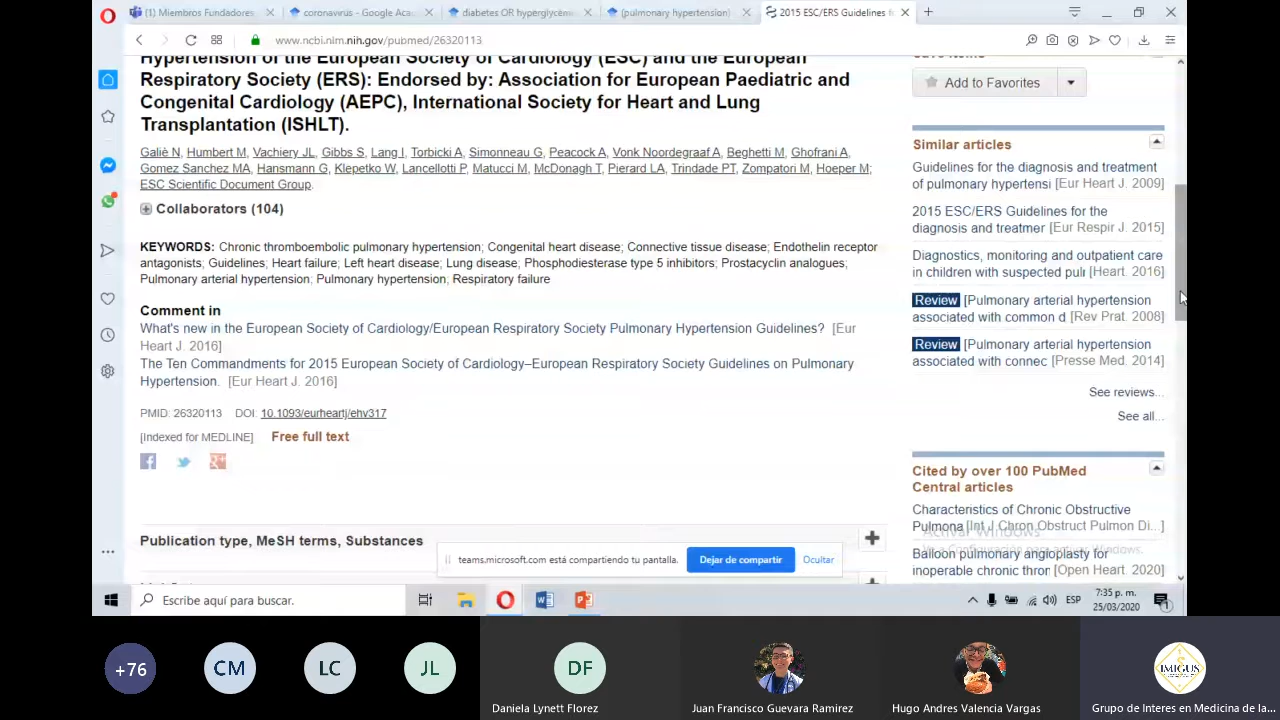 (1) Miembros Fundadores
coronavirus - Google Aca
diabetes OR hyperglycem
(pulmonary hypertension)
2015 ESC/ERS Guidelines f
www.ncbi.nlm.nih.gov/pubmed/26320113
Hypertension of the European Society of Cardiology (ESC) and the European
Respiratory Society (ERS): Endorsed by: Association for European Paediatric and
Congenital Cardiology (AEPC), International Society for Heart and Lung
Transplantation (ISHLT).
Galiè N, Humbert M, Vachiery JL, Gibbs S, Lang I, Torbicki A, Simonneau G, Peacock A, Vonk Noordegraaf A, Beghetti M, Ghofrani A,
Gomez Sanchez MA, Hansmann G, Klepetko W, Lancellotti P, Matucci M, McDonagh T, Pierard LA, Trindade PT, Zompatori M, Hoeper M;
ESC Scientific Document Group.
Collaborators (104)
KEYWORDS: Chronic thromboembolic pulmonary hypertension; Congenital heart disease; Connective tissue disease; Endothelin receptor
antagonists; Guidelines; Heart failure; Left heart disease; Lung disease; Phosphodiesterase type 5 inhibitors; Prostacyclin analogues;
Pulmonary arterial hypertension; Pulmonary hypertension; Respiratory failure
Comment in
What's new in the European Society of Cardiology/European Respiratory Society Pulmonary Hypertension Guidelines? [Eur
Heart J. 2016]
The Ten Commandments for 2015 European Society of Cardiology–European Respiratory Society Guidelines on Pulmonary
Hypertension. [Eur Heart J. 2016]
PMID: 26320113 DOI: 10.1093/eurheartj/ehv317
[Indexed for MEDLINE] Free full text
Publication type, MeSH terms, Substances
Add to Favorites
Similar articles
Guidelines for the diagnosis and treatment
of pulmonary hypertensi [Eur Heart J. 2009]
2015 ESC/ERS Guidelines for the
diagnosis and treatmer [Eur Respir J. 2015]
Diagnostics, monitoring and outpatient care
in children with suspected pul [Heart. 2016]
Review [Pulmonary arterial hypertension
associated with common d [Rev Prat. 2008]
Review [Pulmonary arterial hypertension
associated with connec [Presse Med. 2014]
See reviews...
See all...
Cited by over 100 PubMed
Central articles
Characteristics of Chronic Obstructive
Pulmona [Int J Chron Obstruct Pulmon Di...]
Activar Windows
Balloon pulmonary angioplasty for
inoperable chronic thror [Open Heart. 2020]
teams.microsoft.com está compartiendo tu pantalla.
Dejar de compartir
Ocultar
Escribe aquí para buscar.
ESP
7:35 p. m.
25/03/2020
+76
CM
LC
JL
DF
IMIGUS
Daniela Lynett Florez
Juan Francisco Guevara Ramirez
Hugo Andres Valencia Vargas
Grupo de Interes en Medicina de la...